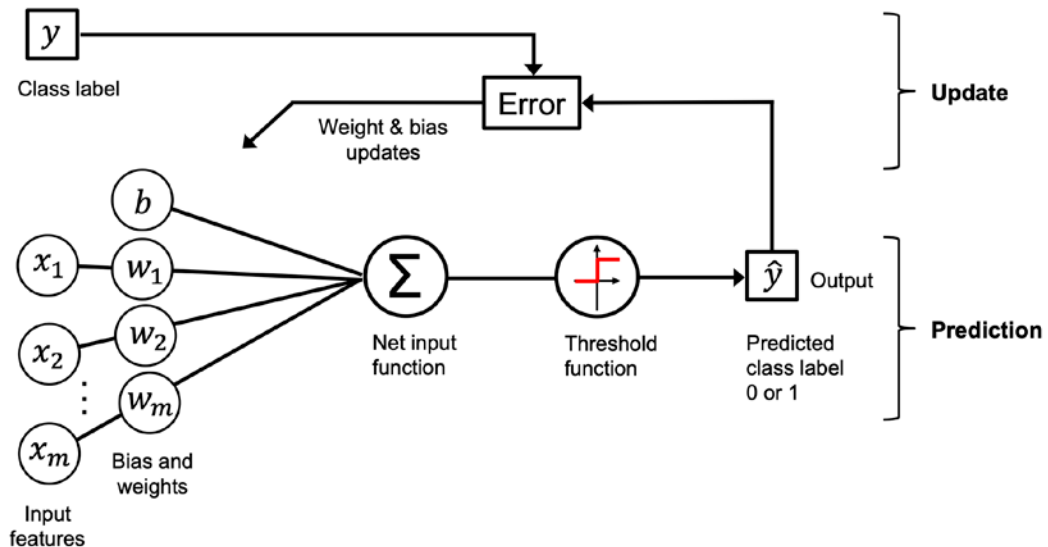 y
Class label
Error
Update
Weight & bias
updates
b
x₁
w₁
x₂
w₂
⋮
wₘ
xₘ
Σ
ŷ
Output
Net input
function
Threshold
function
Predicted
class label
0 or 1
Prediction
Bias and
weights
Input
features